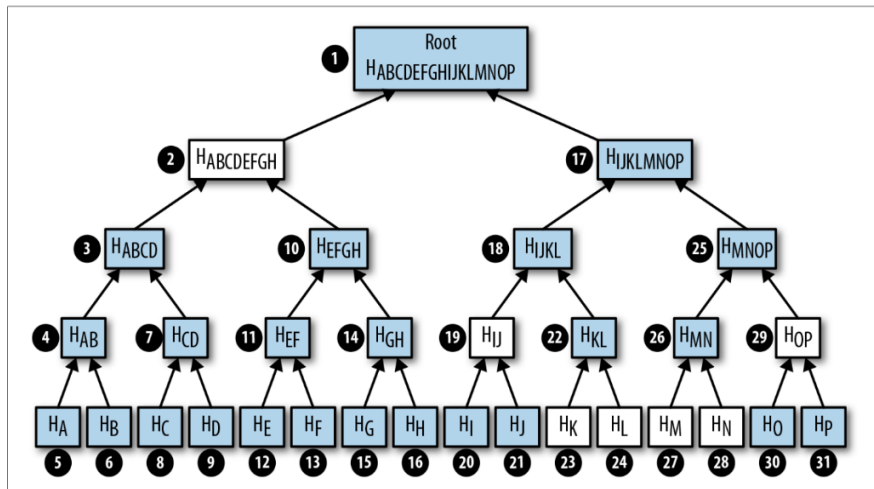 1 Root
HABCDEFGHIJKLMNOP
2 HABCDEFGH 17 HIJKLMNOP
3 HABCD 10 HEFGH 18 HIJKL 25 HMNOP
4 HAB 7 HCD 11 HEF 14 HGH 19 HIJ 22 HKL 26 HMN 29 HOP
HA HB HC HD HE HF HG HH HI HJ HK HL HM HN HO HP
5 6 8 9 12 13 15 16 20 21 23 24 27 28 30 31